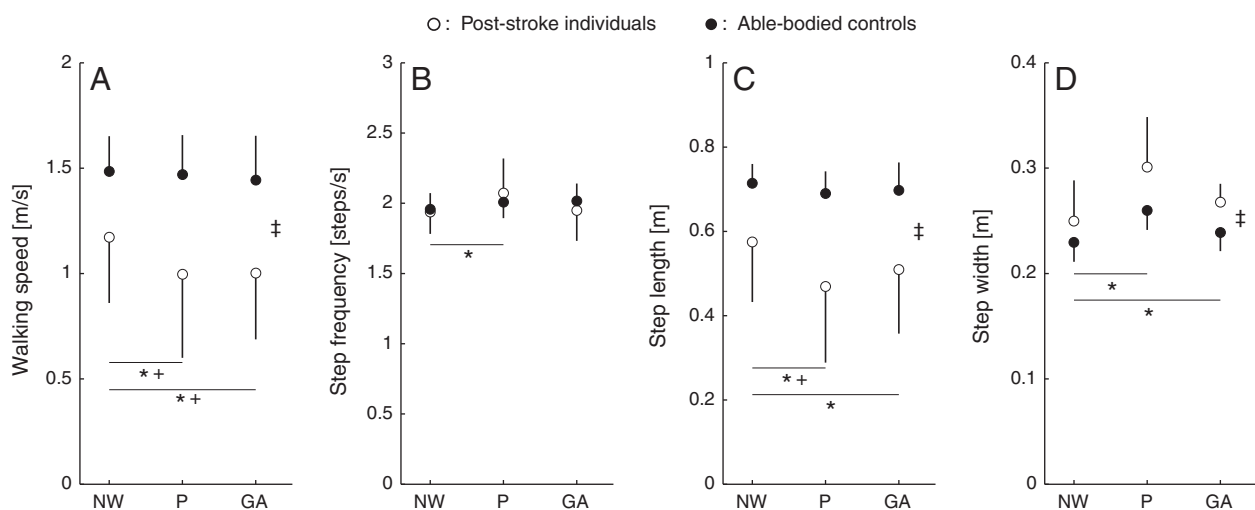 ○ : Post-stroke individuals ● : Able-bodied controls
A
Walking speed [m/s]
2
1.5
1
0.5
0
‡
* +
* +
NW P GA
B
Step frequency [steps/s]
3
2.5
2
1.5
1
0.5
0
*
NW P GA
C
Step length [m]
1
0.8
0.6
0.4
0.2
0
‡
* +
*
NW P GA
D
Step width [m]
0.4
0.3
0.2
0.1
0
‡
*
*
NW P GA